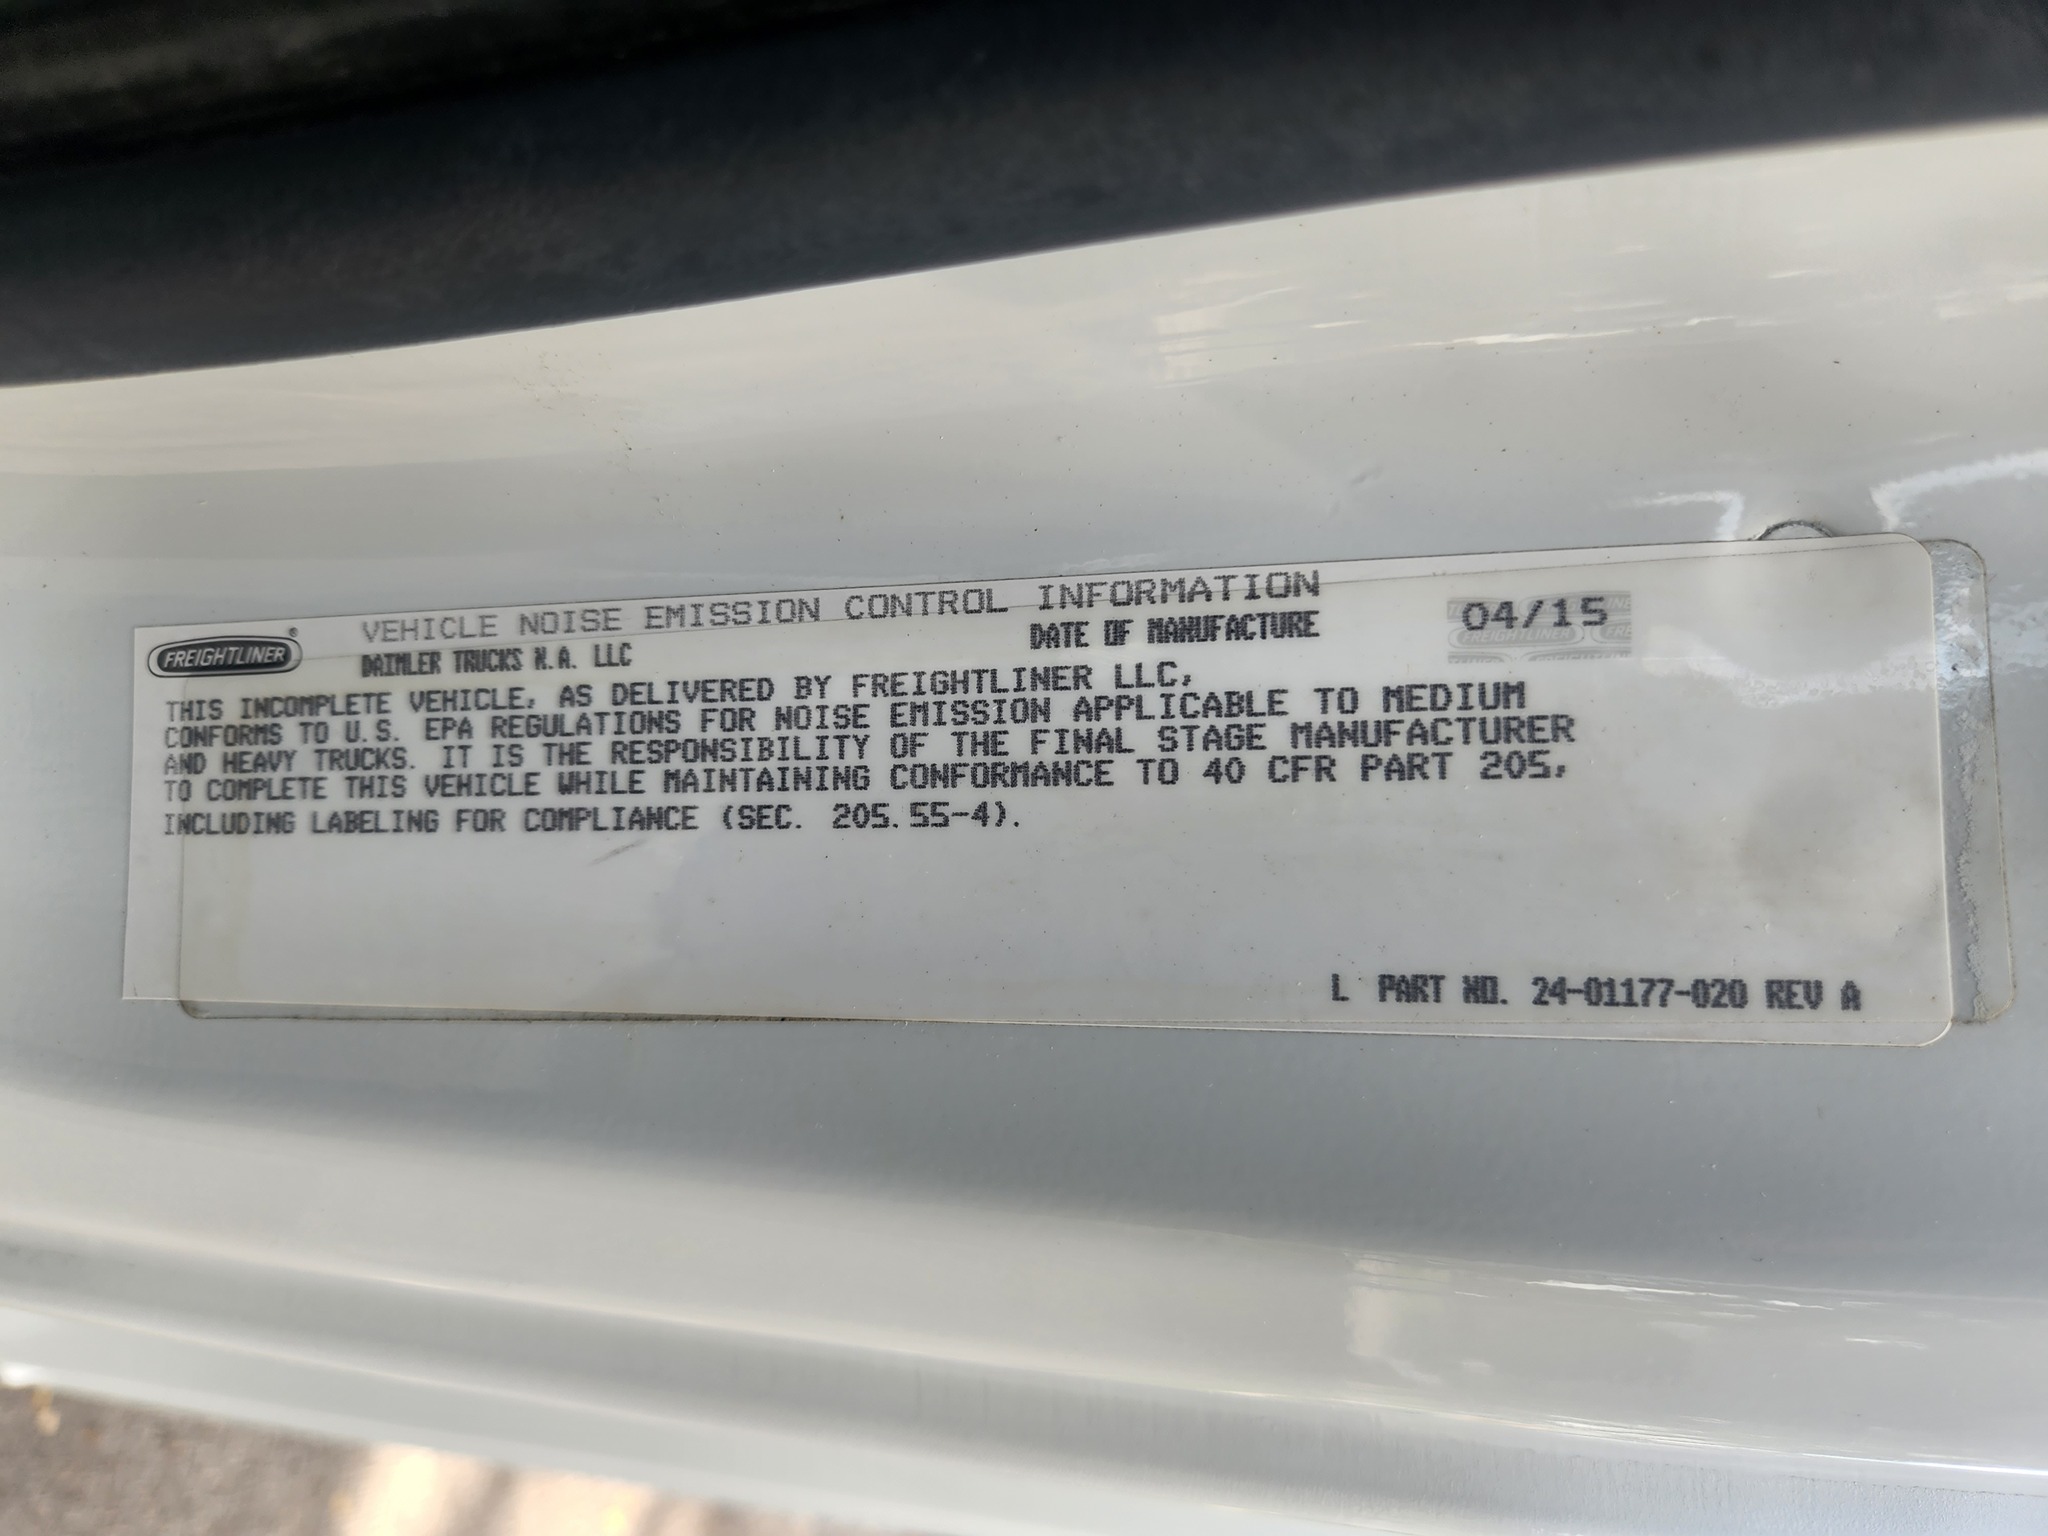 VEHICLE NOISE EMISSION CONTROL INFORMATION
FREIGHTLINER®
DAIMLER TRUCKS N.A. LLC
DATE OF MANUFACTURE 04/15
THIS INCOMPLETE VEHICLE, AS DELIVERED BY FREIGHTLINER LLC,
CONFORMS TO U.S. EPA REGULATIONS FOR NOISE EMISSION APPLICABLE TO MEDIUM
AND HEAVY TRUCKS. IT IS THE RESPONSIBILITY OF THE FINAL STAGE MANUFACTURER
TO COMPLETE THIS VEHICLE WHILE MAINTAINING CONFORMANCE TO 40 CFR PART 205,
INCLUDING LABELING FOR COMPLIANCE (SEC. 205.55-4).
L PART NO. 24-01177-020 REV A